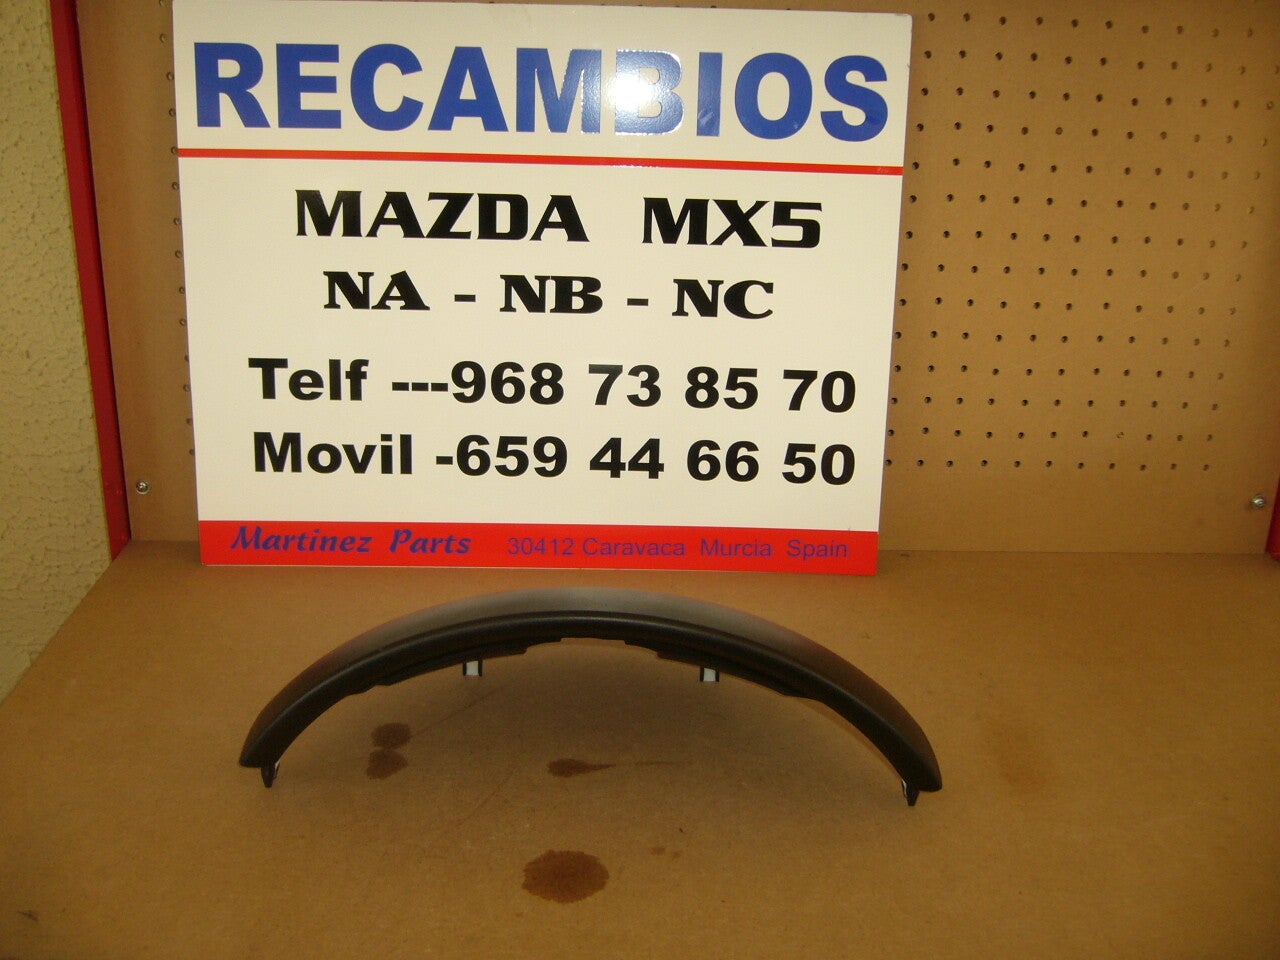 RECAMBIOS
MAZDA MX5
NA - NB - NC
Telf ---968 73 85 70
Movil -659 44 66 50
Martinez Parts 30412 Caravaca Murcia Spain